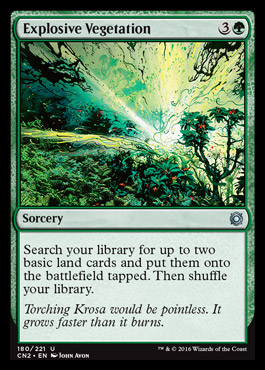 Explosive Vegetation 3
Sorcery
Search your library for up to two
basic land cards and put them onto
the battlefield tapped. Then shuffle
your library.
Torching Krosa would be pointless. It
grows faster than it burns.
180/221 U
CN2 • EN John Avon
™ & © 2016 Wizards of the Coast